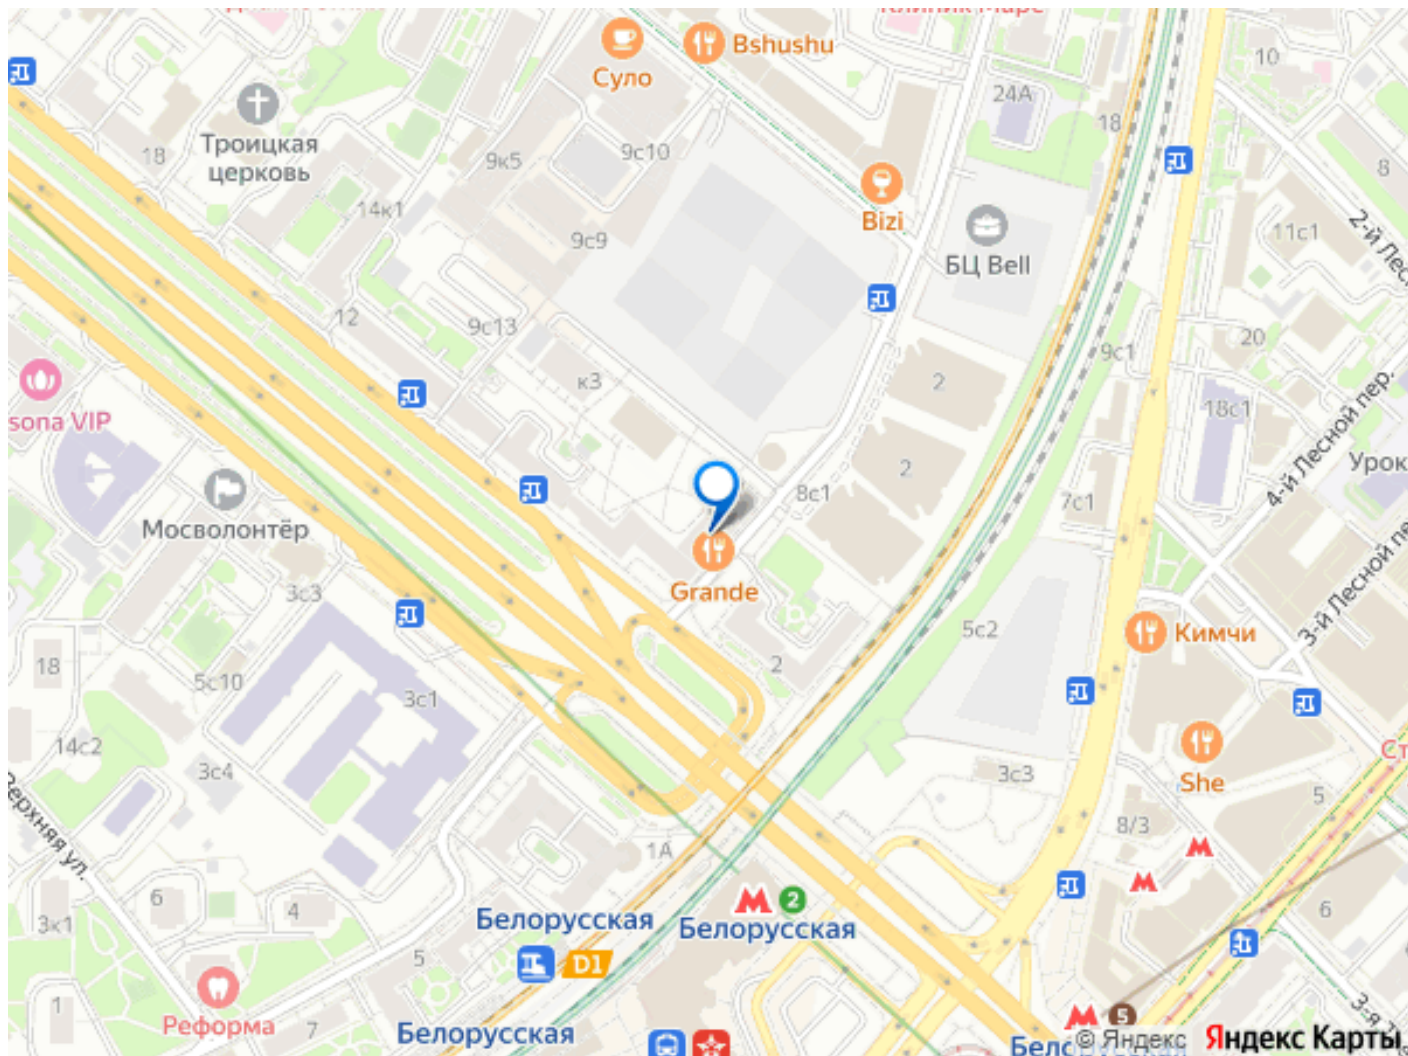 Bshushu
Суло
10
24А
18
Троицкая
церковь
18
9к5
9с10
8
14к1
Bizi
9с9
БЦ Bell
11с1
2-й
12
9с13
20
9с1
к3
2
18с1
4-й Лесной пер.
sona VIP
2
Урок
8с1
7с1
Мосволонтёр
Grande
3с3
3-й Лесной пе
5с2
Кимчи
18
5с10
2
3с1
14с2
3с4
3с3
She
Ст
5
8/3
Верхняя ул.
1А
6
4
3к1
2
Белорусская
Белорусская
6
5
D1
1
Реформа
7
Белорусская
5
3-я
© Яндекс
Яндекс Карты